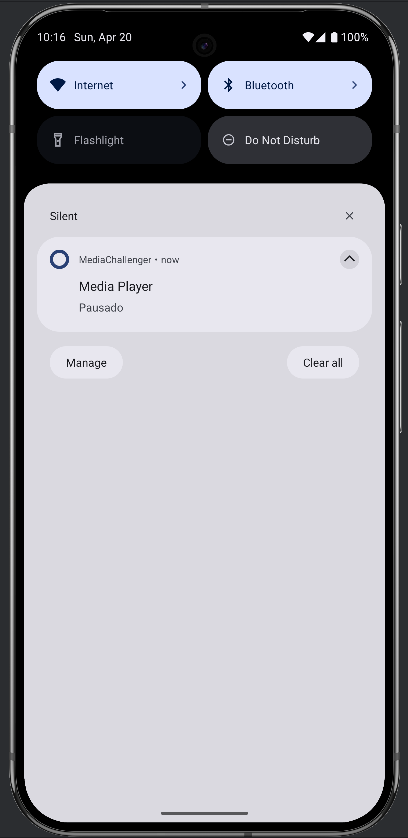 10:16 Sun, Apr 20 100%
Internet Bluetooth
Flashlight Do Not Disturb
Silent
MediaChallenger • now
Media Player
Pausado
Manage Clear all